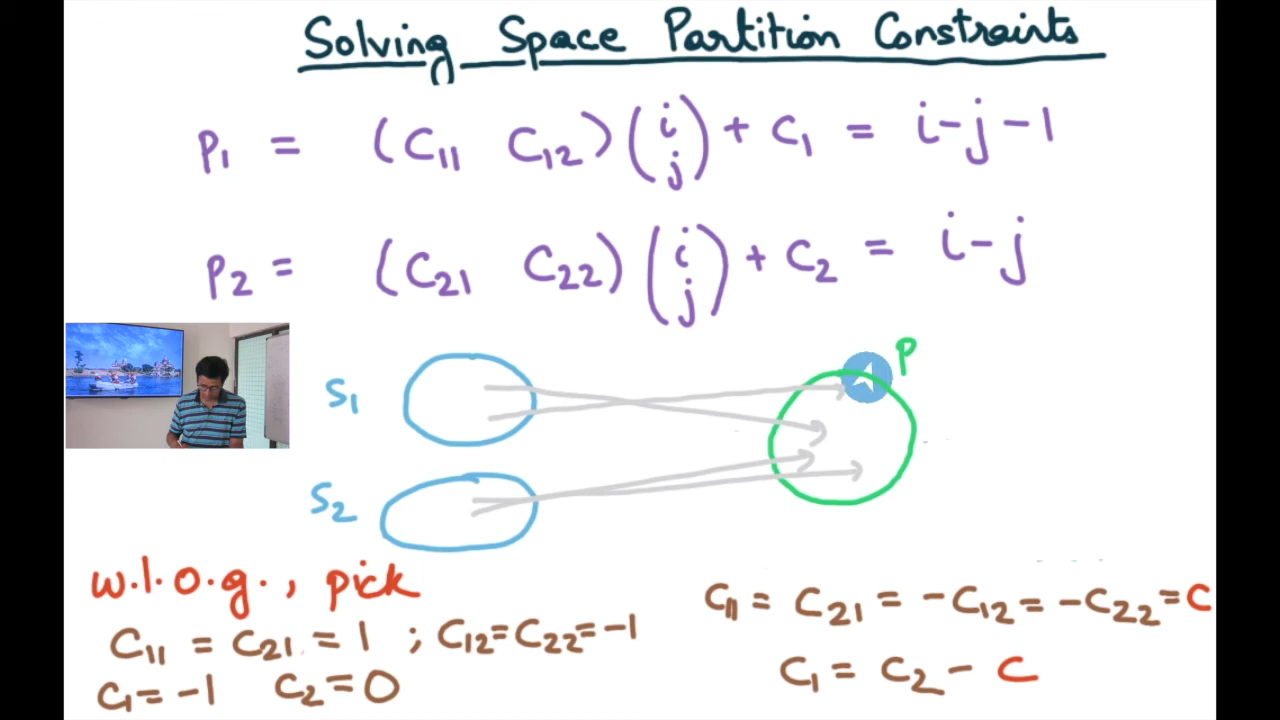 Solving Space Partition Constraints
P₁ = (C₁₁ C₁₂) (i j) + C₁ = i-j-1
P₂ = (C₂₁ C₂₂) (i j) + C₂ = i-j
P
S₁
S₂
w.l.o.g., pick
C₁₁ = C₂₁ = 1 ; C₁₂=C₂₂=-1
C₁=-1 C₂=0
C₁₁ = C₂₁ = -C₁₂ = -C₂₂ = C
C₁ = C₂ - C